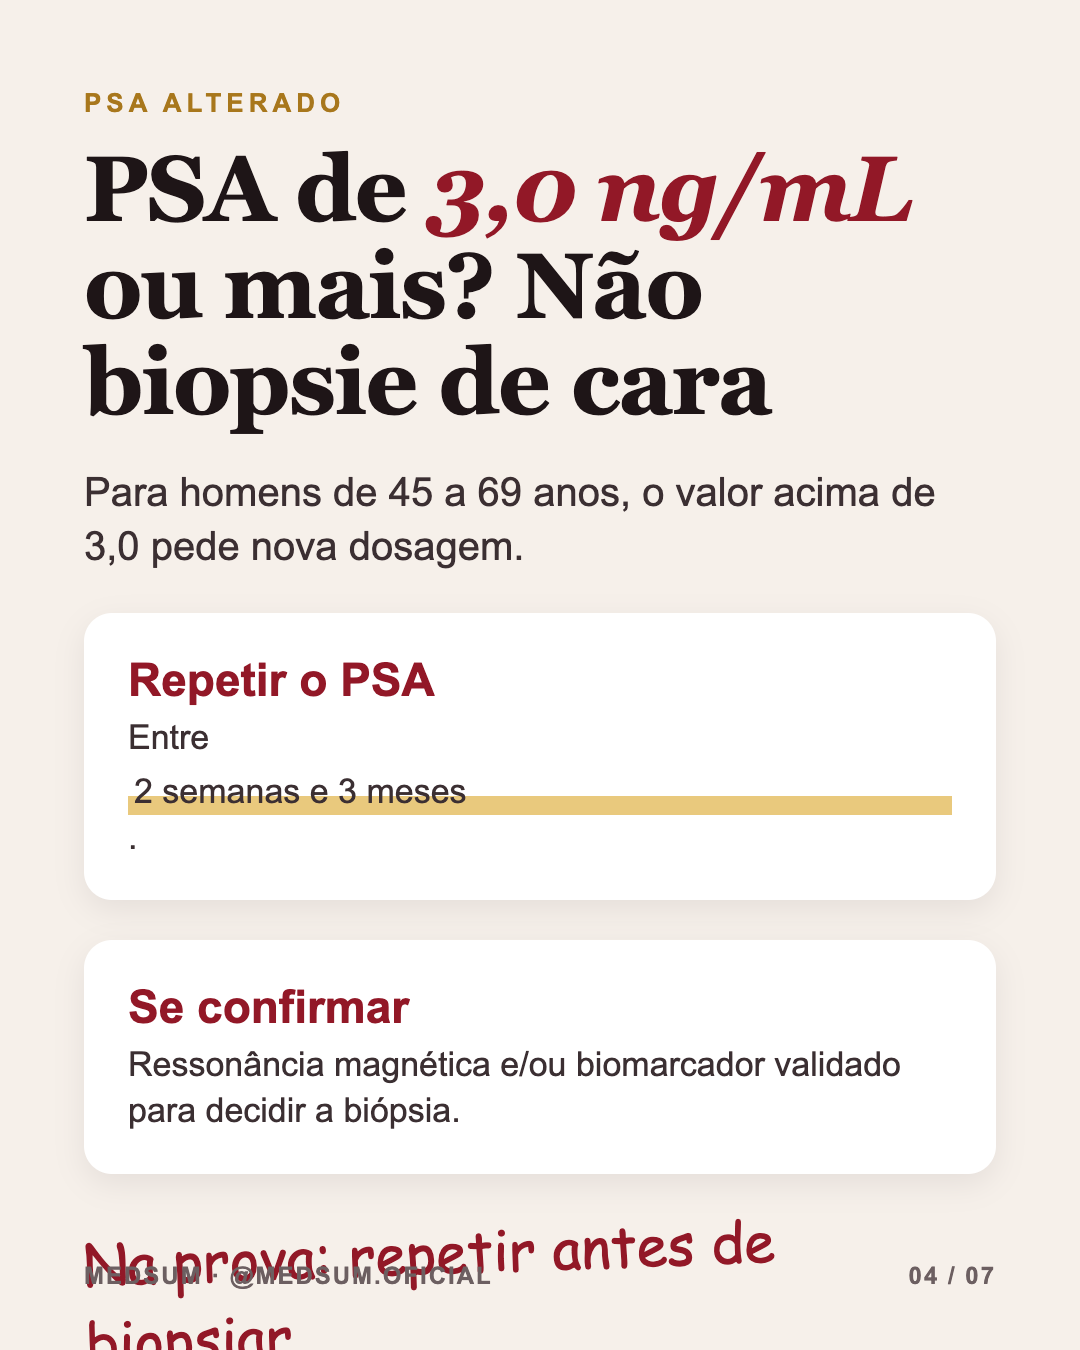 PSA ALTERADO
PSA de 3,0 ng/mL
ou mais? Não
biopsie de cara
Para homens de 45 a 69 anos, o valor acima de
3,0 pede nova dosagem.
Repetir o PSA
Entre
2 semanas e 3 meses
.
Se confirmar
Ressonância magnética e/ou biomarcador validado
para decidir a biópsia.
Na prova: repetir antes de
MEDSUM · @MEDSUM.OFICIAL
04 / 07
biopsiar